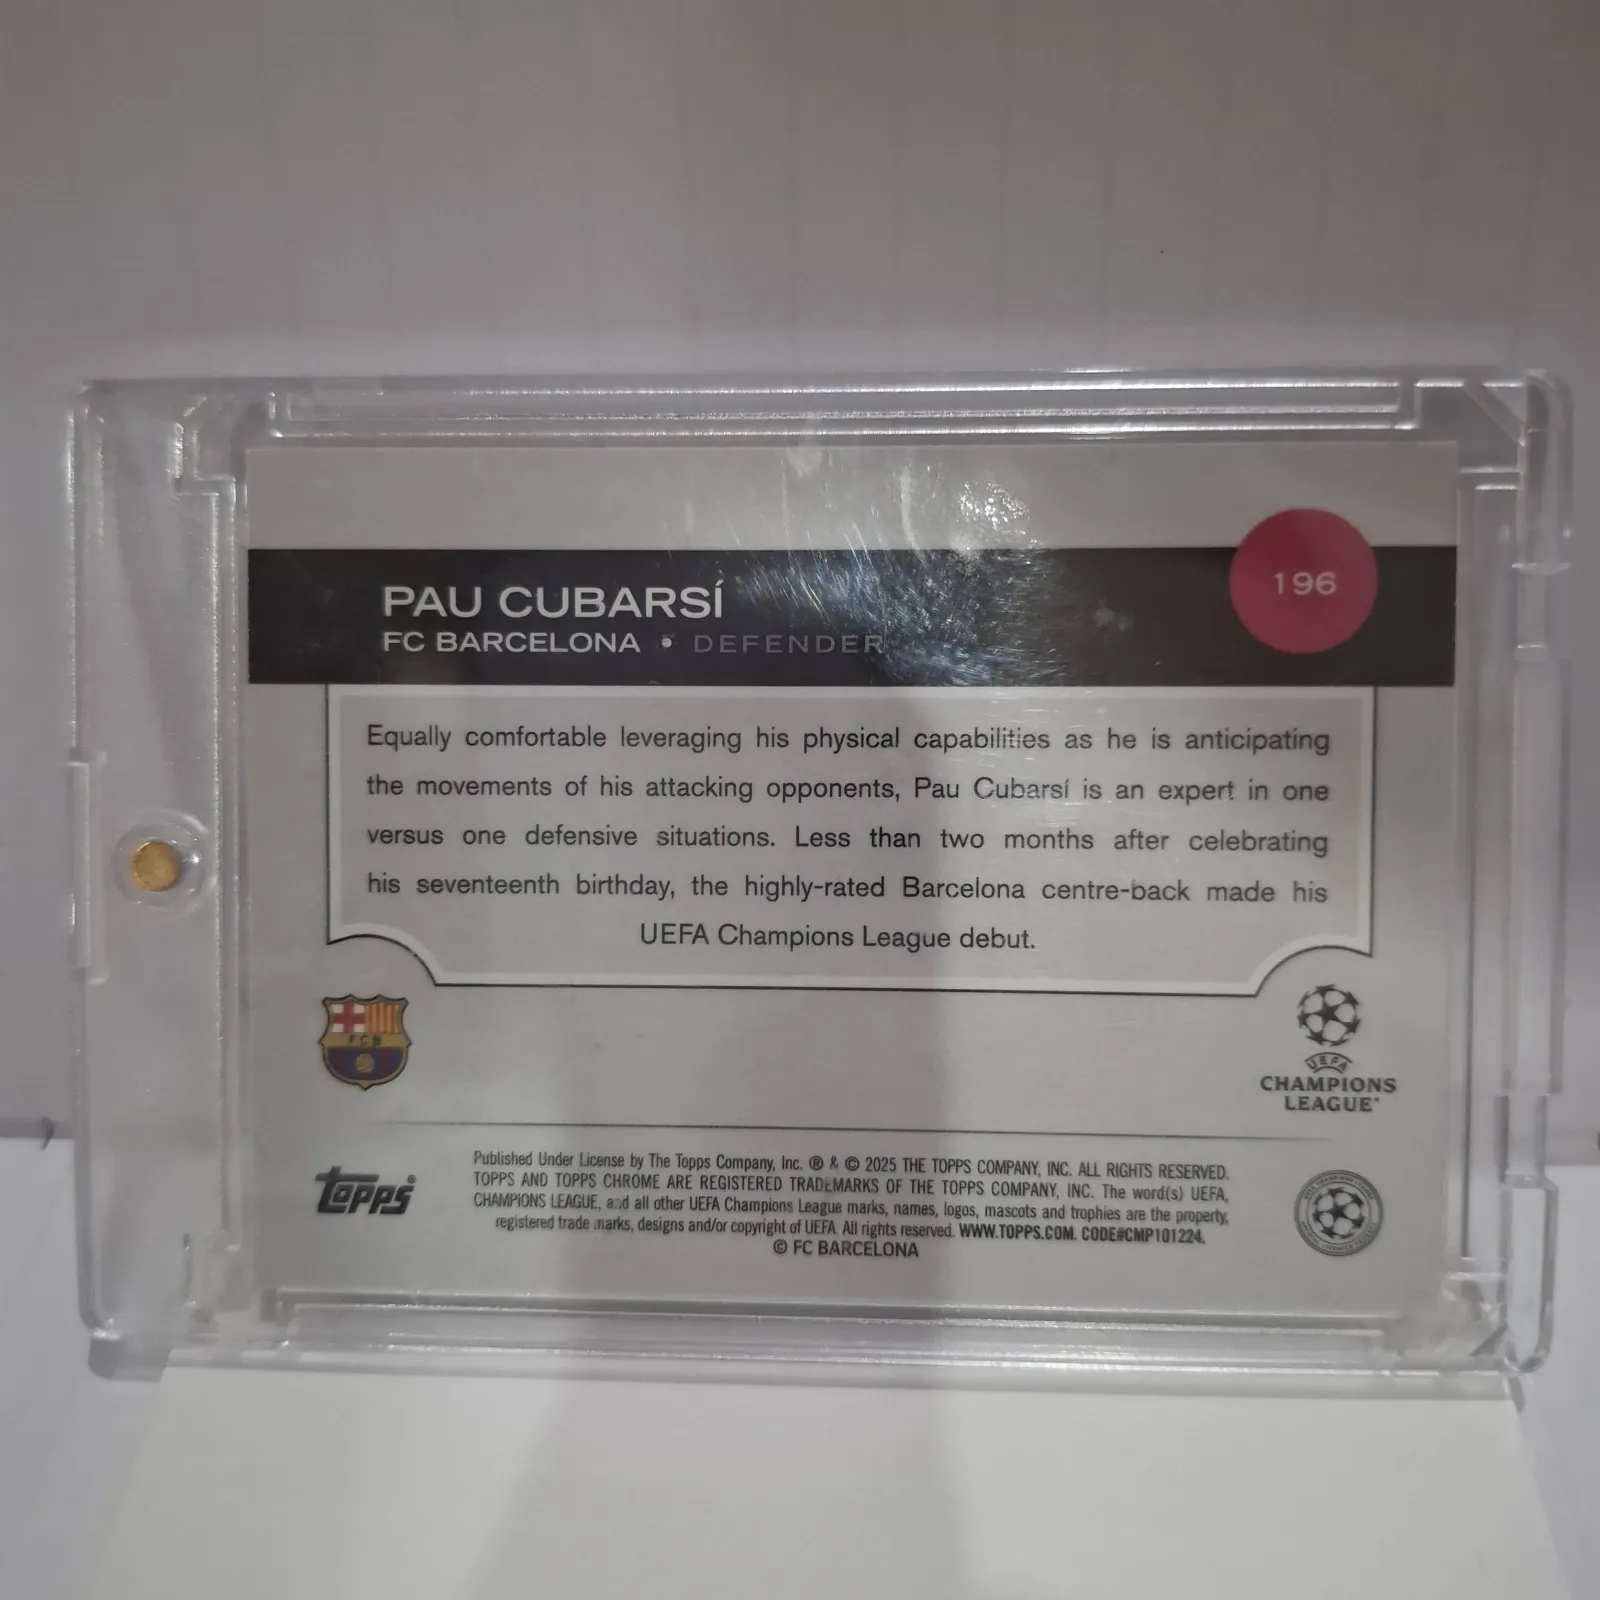 PAU CUBARSÍ
FC BARCELONA • DEFENDER
196
Equally comfortable leveraging his physical capabilities as he is anticipating
the movements of his attacking opponents, Pau Cubarsí is an expert in one
versus one defensive situations. Less than two months after celebrating
his seventeenth birthday, the highly-rated Barcelona centre-back made his
UEFA Champions League debut.
FCB
UEFA
CHAMPIONS
LEAGUE
topps®
Published Under License by The Topps Company, Inc. ® & © 2025 THE TOPPS COMPANY, INC. ALL RIGHTS RESERVED.
TOPPS AND TOPPS CHROME ARE REGISTERED TRADEMARKS OF THE TOPPS COMPANY, INC. The word(s) UEFA,
CHAMPIONS LEAGUE, and all other UEFA Champions League marks, names, logos, mascots and trophies are the property,
registered trade marks, designs and/or copyright of UEFA. All rights reserved. WWW.TOPPS.COM. CODE#CMP101224.
© FC BARCELONA